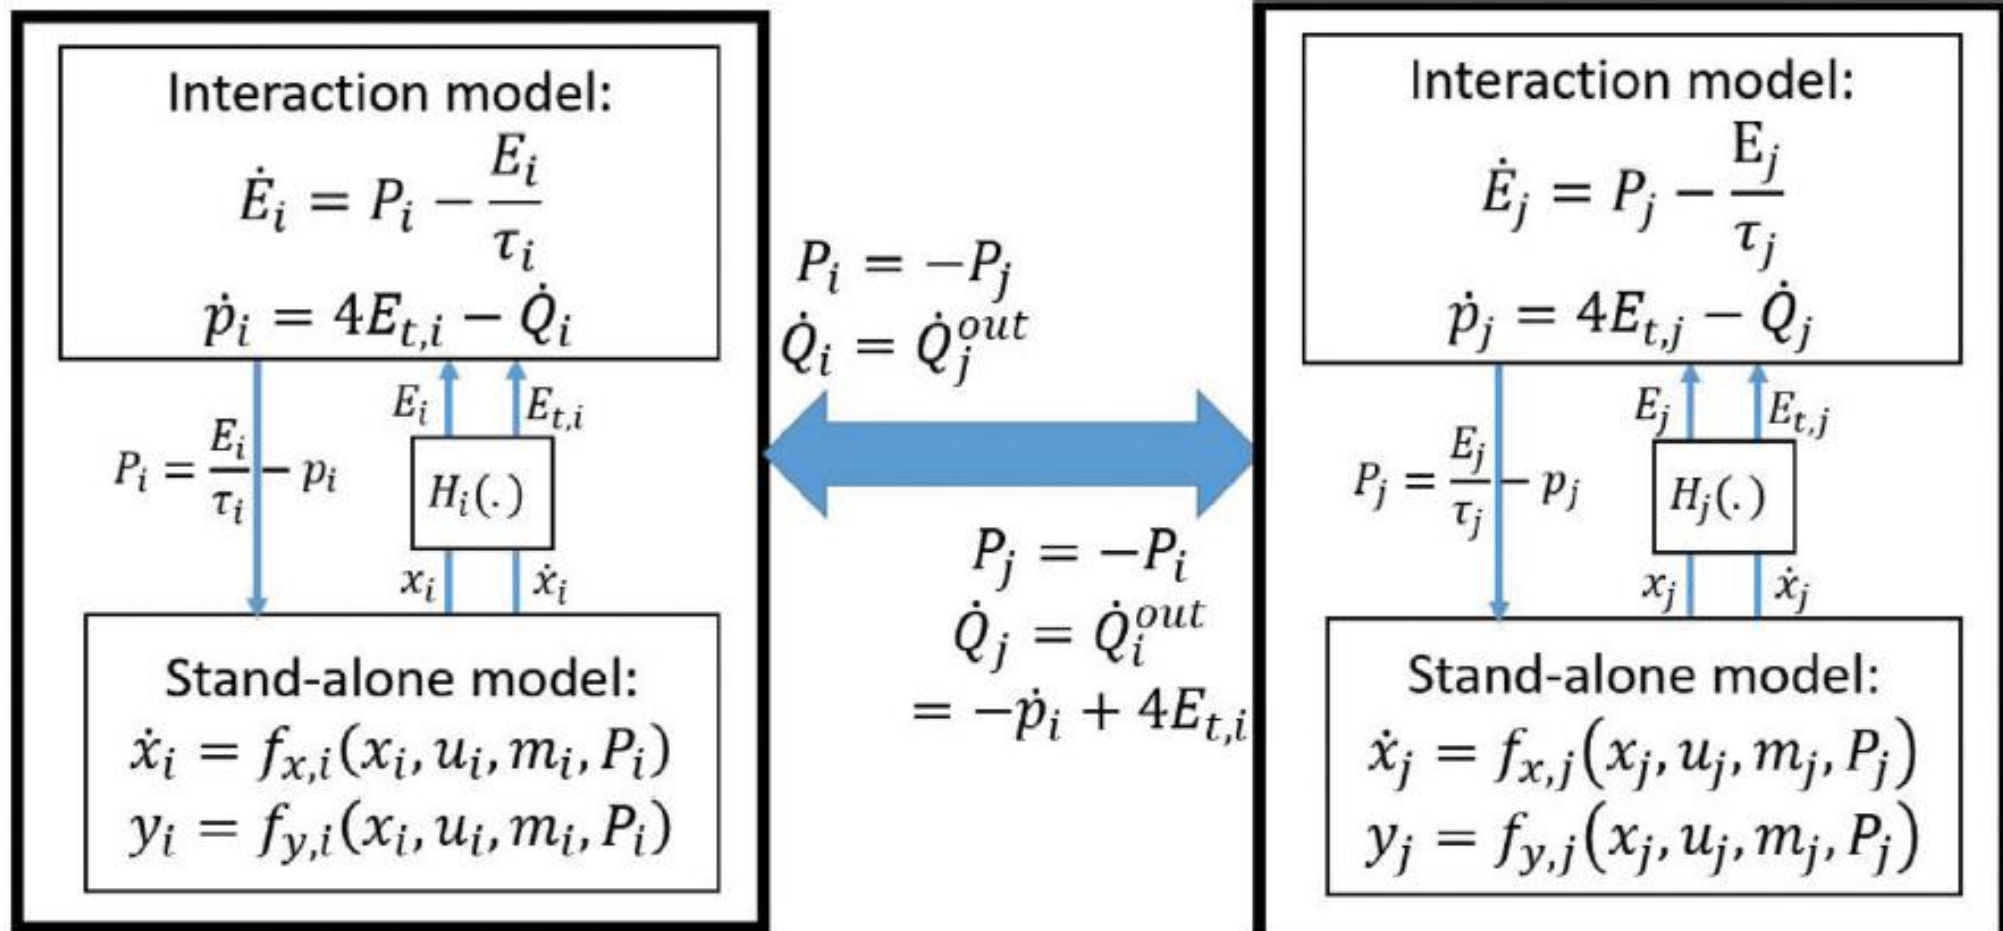 Interaction model:
Ė_i = P_i − E_i/τ_i
ṗ_i = 4E_{t,i} − Q̇_i
E_i
E_{t,i}
P_i = E_i/τ_i − p_i
H_i(.)
x_i
ẋ_i
Stand-alone model:
ẋ_i = f_{x,i}(x_i, u_i, m_i, P_i)
y_i = f_{y,i}(x_i, u_i, m_i, P_i)
P_i = −P_j
Q̇_i = Q̇_j^{out}
P_j = −P_i
Q̇_j = Q̇_i^{out}
= −ṗ_i + 4E_{t,i}
Interaction model:
Ė_j = P_j − E_j/τ_j
ṗ_j = 4E_{t,j} − Q̇_j
E_j
E_{t,j}
P_j = E_j/τ_j − p_j
H_j(.)
x_j
ẋ_j
Stand-alone model:
ẋ_j = f_{x,j}(x_j, u_j, m_j, P_j)
y_j = f_{y,j}(x_j, u_j, m_j, P_j)